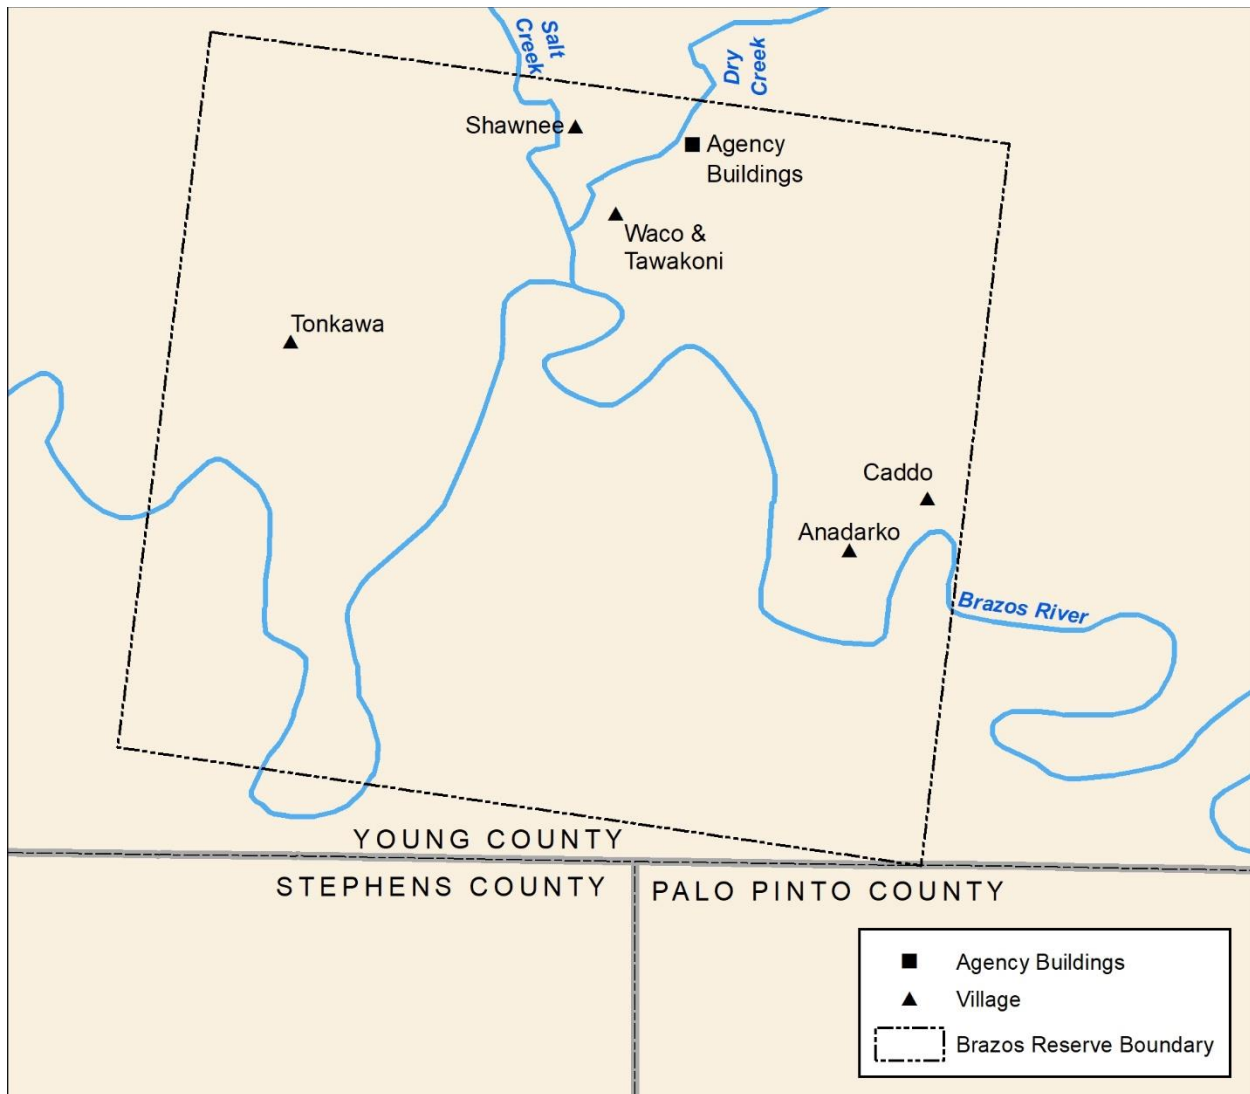 Salt
Creek
Dry
Creek
Shawnee
Agency
Buildings
Waco &
Tawakoni
Tonkawa
Caddo
Anadarko
Brazos River
YOUNG COUNTY
STEPHENS COUNTY
PALO PINTO COUNTY
Agency Buildings
Village
Brazos Reserve Boundary